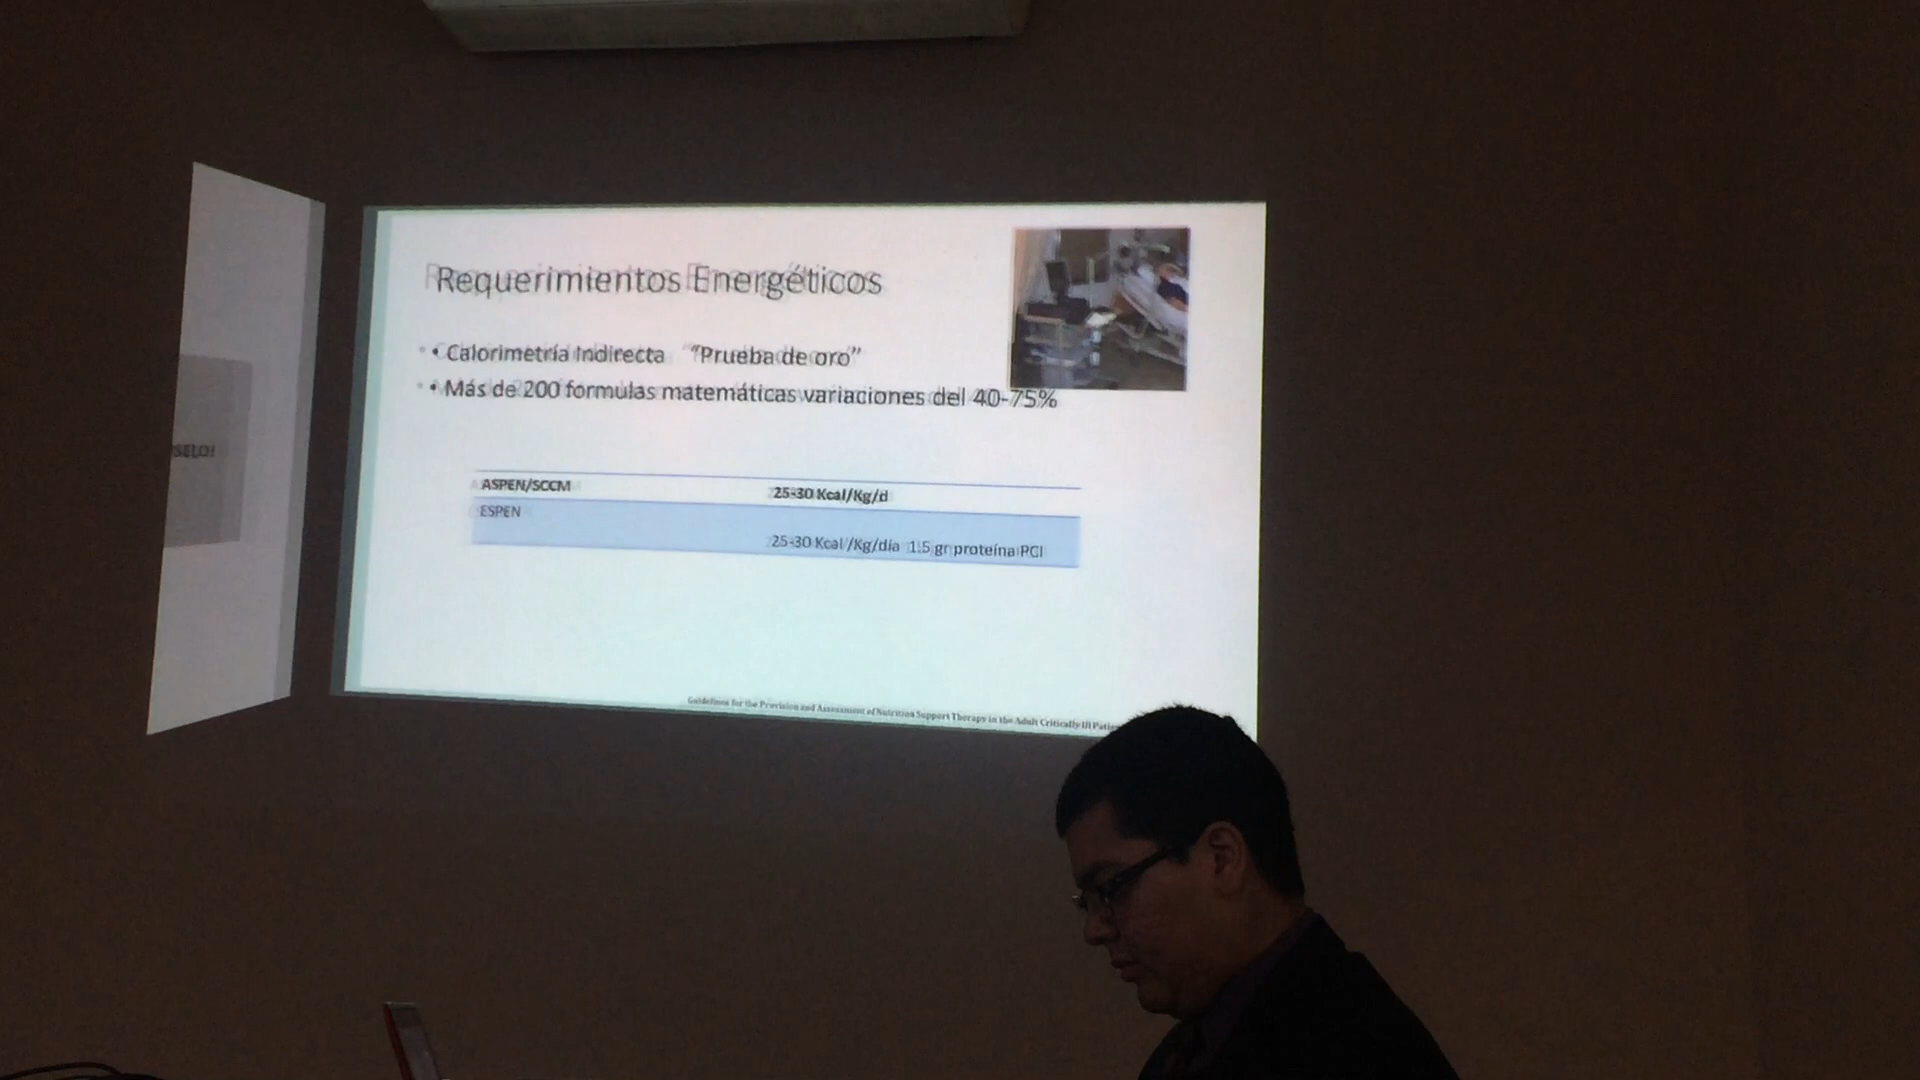 SELO!
Requerimientos Energéticos
• Calorimetría Indirecta "Prueba de oro"
• Más de 200 formulas matemáticas variaciones del 40-75%
ASPEN/SCCM 25-30 Kcal/Kg/d
ESPEN
25-30 Kcal /Kg/día 1.5 gr proteína PCI
Guidelines for the Provision and Assessment of Nutrition Support Therapy in the Adult Critically Ill